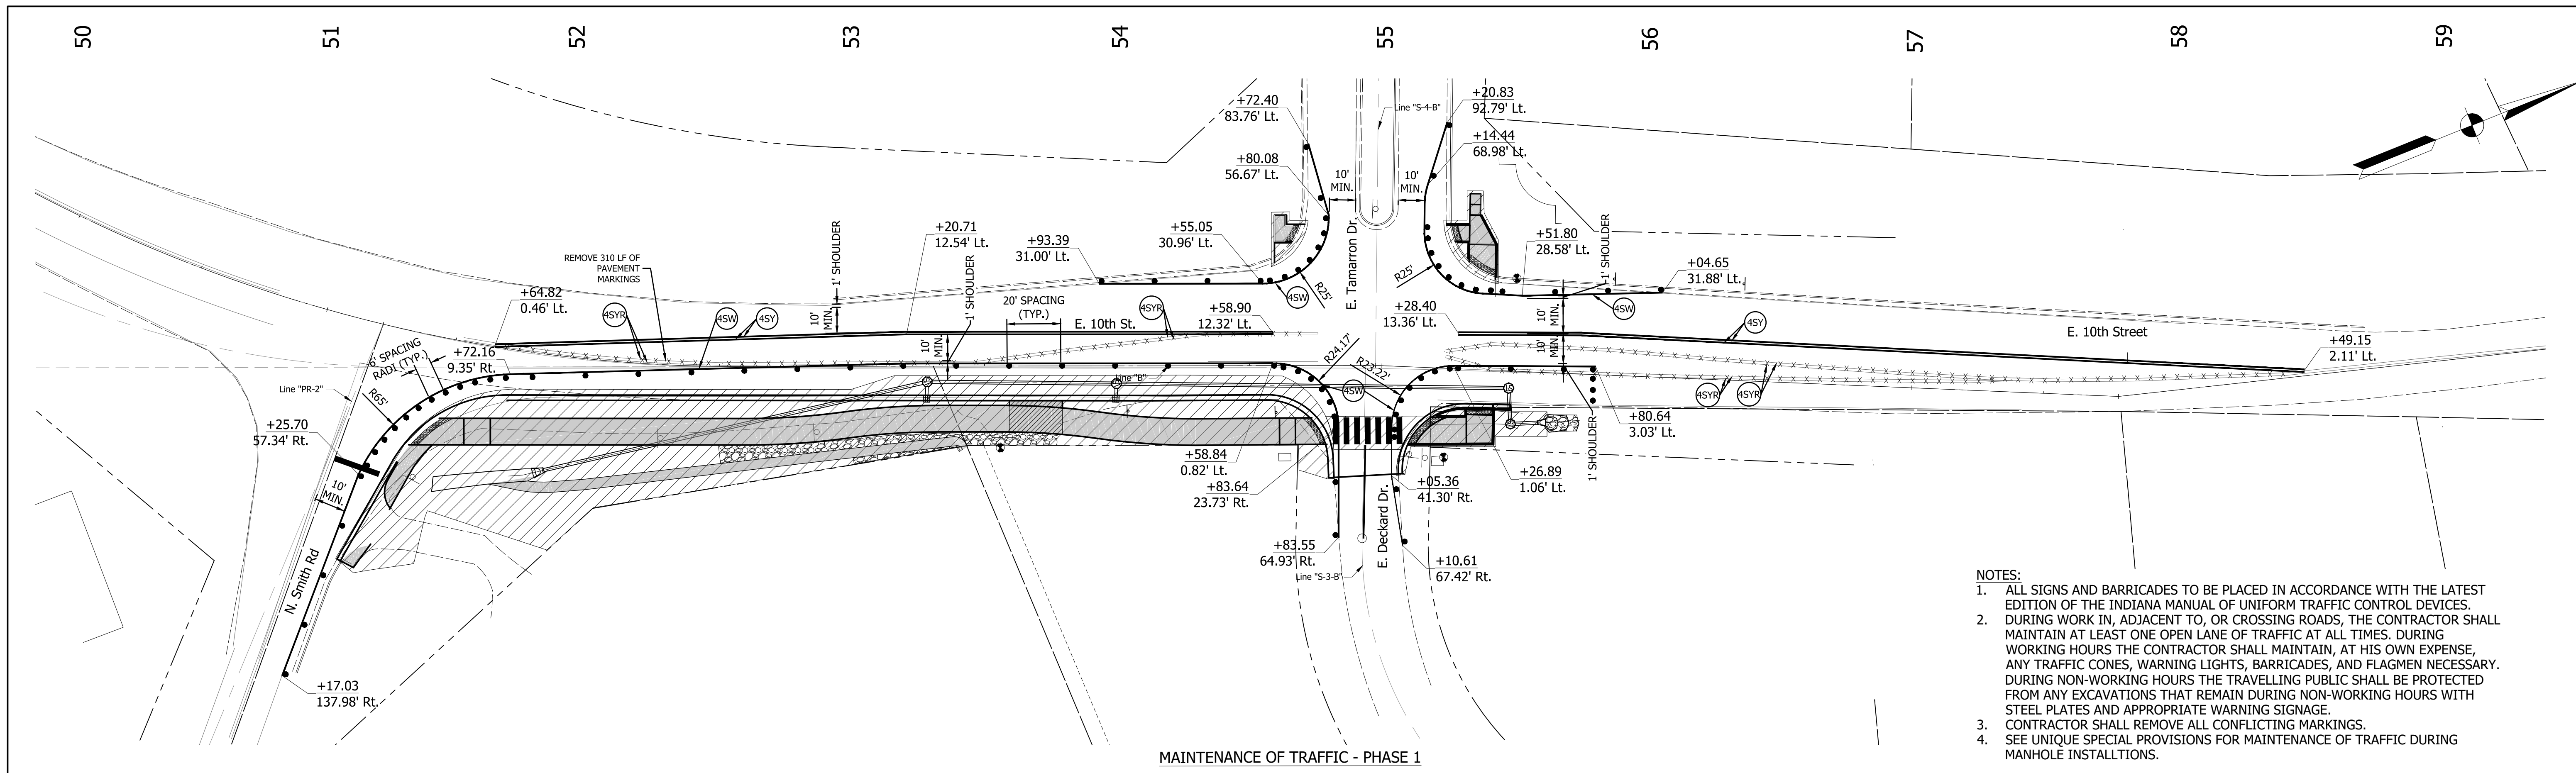 50
51
52
53
54
55
56
57
58
59
+72.40
83.76' Lt.
+80.08
56.67' Lt.
Line "S-4-B"
+20.83
92.79' Lt.
+14.44
68.98' Lt.
10'
MIN.
10'
MIN.
E. Tamarron Dr.
1' SHOULDER
+20.71
12.54' Lt.
+93.39
31.00' Lt.
+55.05
30.96' Lt.
+51.80
28.58' Lt.
1' SHOULDER
+04.65
31.88' Lt.
REMOVE 310 LF OF
PAVEMENT
MARKINGS
1' SHOULDER
20' SPACING
(TYP.)
R25'
R25'
4SW
4SW
+64.82
0.46' Lt.
4SYR
4SW
4SY
10'
MIN.
10'
MIN.
E. 10th St.
4SYR
+58.90
12.32' Lt.
+28.40
13.36' Lt.
10'
MIN.
10'
MIN.
4SY
E. 10th Street
+49.15
2.11' Lt.
6' SPACING
RADI (TYP.)
+72.16
9.35' Rt.
Line "PR-2"
R65'
Line "B"
R24.17'
R23.22'
4SW
4SYR
4SYR
+25.70
57.34' Rt.
+80.64
3.03' Lt.
1' SHOULDER
+58.84
0.82' Lt.
+83.64
23.73' Rt.
+05.36
41.30' Rt.
+26.89
1.06' Lt.
10'
MIN.
N. Smith Rd
E. Deckard Dr.
+83.55
64.93' Rt.
Line "S-3-B"
+10.61
67.42' Rt.
+17.03
137.98' Rt.
MAINTENANCE OF TRAFFIC - PHASE 1
NOTES:
1. ALL SIGNS AND BARRICADES TO BE PLACED IN ACCORDANCE WITH THE LATEST
EDITION OF THE INDIANA MANUAL OF UNIFORM TRAFFIC CONTROL DEVICES.
2. DURING WORK IN, ADJACENT TO, OR CROSSING ROADS, THE CONTRACTOR SHALL
MAINTAIN AT LEAST ONE OPEN LANE OF TRAFFIC AT ALL TIMES. DURING
WORKING HOURS THE CONTRACTOR SHALL MAINTAIN, AT HIS OWN EXPENSE,
ANY TRAFFIC CONES, WARNING LIGHTS, BARRICADES, AND FLAGMEN NECESSARY.
DURING NON-WORKING HOURS THE TRAVELLING PUBLIC SHALL BE PROTECTED
FROM ANY EXCAVATIONS THAT REMAIN DURING NON-WORKING HOURS WITH
STEEL PLATES AND APPROPRIATE WARNING SIGNAGE.
3. CONTRACTOR SHALL REMOVE ALL CONFLICTING MARKINGS.
4. SEE UNIQUE SPECIAL PROVISIONS FOR MAINTENANCE OF TRAFFIC DURING
MANHOLE INSTALLTIONS.